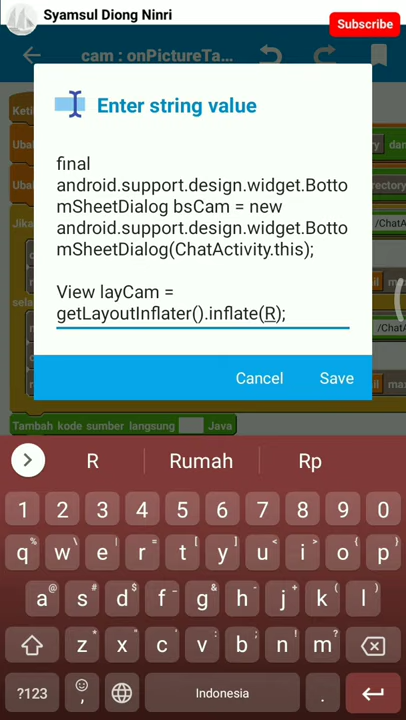 Syamsul Diong Ninri
Subscribe
cam : onPictureTa...
Enter string value
final
android.support.design.widget.Botto
mSheetDialog bsCam = new
android.support.design.widget.Botto
mSheetDialog(ChatActivity.this);
View layCam =
getLayoutInflater().inflate(R);
Cancel Save
Tambah kode sumber langsung Java
R Rumah Rp
1 2 3 4 5 6 7 8 9 0
q w e r t y u i o p
a s d f g h j k l
z x c v b n m
?123 , Indonesia .